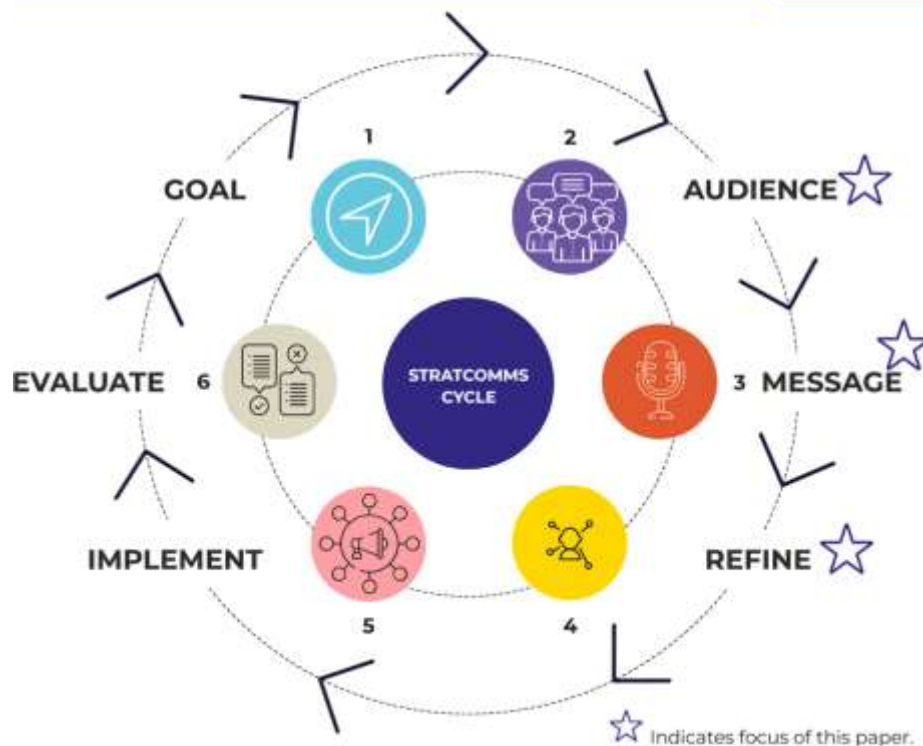 1
2
GOAL
AUDIENCE
STRATCOMMS
CYCLE
EVALUATE
6
3
MESSAGE
IMPLEMENT
REFINE
5
4
Indicates focus of this paper.